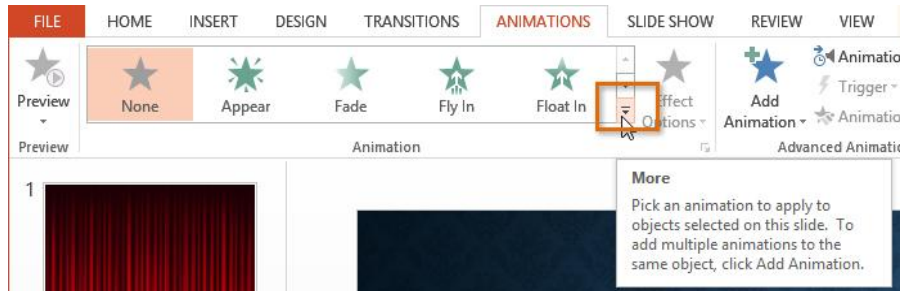 FILE HOME INSERT DESIGN TRANSITIONS ANIMATIONS SLIDE SHOW REVIEW VIEW
Preview None Appear Fade Fly In Float In Effect Options Add Animation Animatio
Trigger
Animatio
Preview Animation Advanced Animatio
1
More
Pick an animation to apply to
objects selected on this slide. To
add multiple animations to the
same object, click Add Animation.